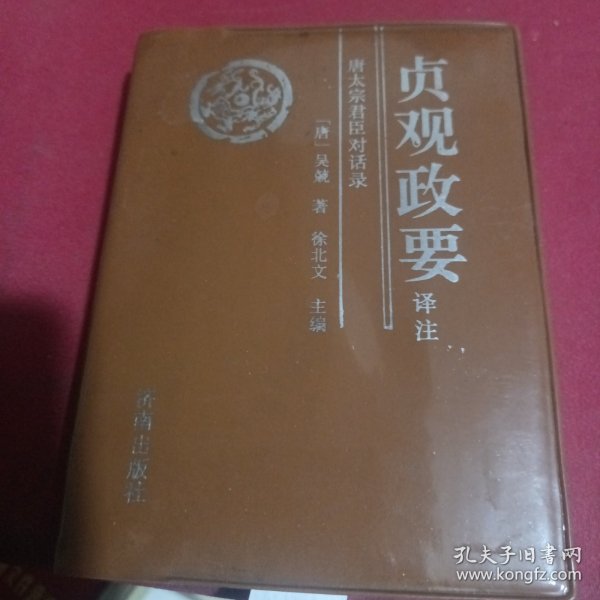 贞观政要译注
唐太宗君臣对话录
「唐」吴兢 著 徐北文 主编
济南出版社
孔夫子旧书网
www.kongfz.com